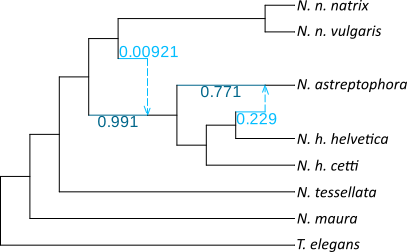 N. n. natrix
N. n. vulgaris
0.00921
N. astreptophora
0.771
0.991
0.229
N. h. helvetica
N. h. cetti
N. tessellata
N. maura
T. elegans